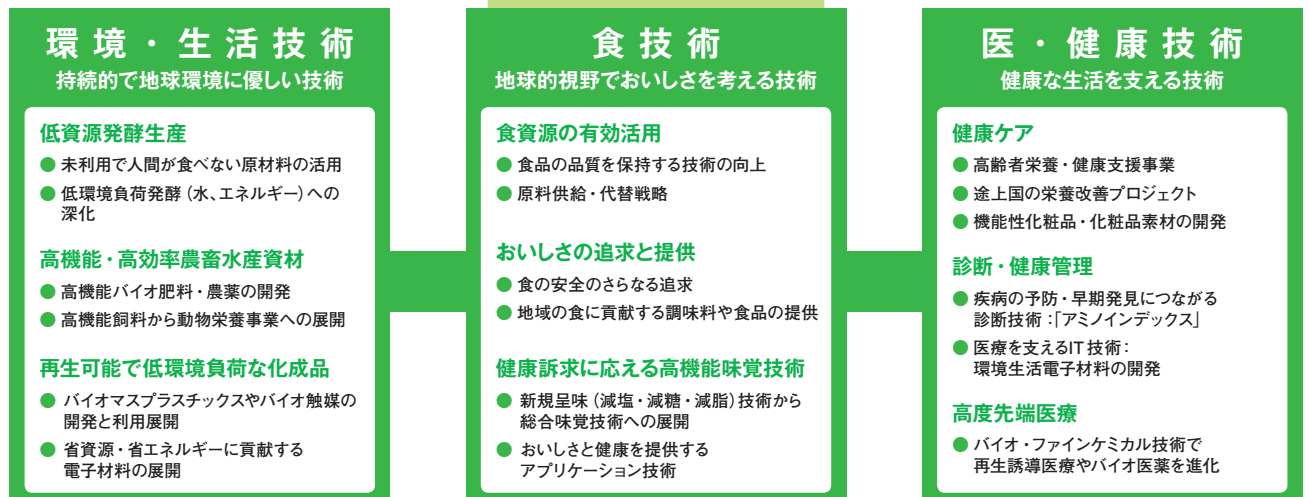 環境・生活技術
持続的で地球環境に優しい技術
低資源発酵生産
● 未利用で人間が食べない原材料の活用
● 低環境負荷発酵（水、エネルギー）への
深化
高機能・高効率農畜水産資材
● 高機能バイオ肥料・農薬の開発
● 高機能飼料から動物栄養事業への展開
再生可能で低環境負荷な化成品
● バイオマスプラスチックスやバイオ触媒の
開発と利用展開
● 省資源・省エネルギーに貢献する
電子材料の展開
食技術
地球的視野でおいしさを考える技術
食資源の有効活用
● 食品の品質を保持する技術の向上
● 原料供給・代替戦略
おいしさの追求と提供
● 食の安全のさらなる追求
● 地域の食に貢献する調味料や食品の提供
健康訴求に応える高機能味覚技術
● 新規呈味（減塩・減糖・減脂）技術から
総合味覚技術への展開
● おいしさと健康を提供する
アプリケーション技術
医・健康技術
健康な生活を支える技術
健康ケア
● 高齢者栄養・健康支援事業
● 途上国の栄養改善プロジェクト
● 機能性化粧品・化粧品素材の開発
診断・健康管理
● 疾病の予防・早期発見につながる
診断技術：「アミノインデックス」
● 医療を支えるIT技術：
環境生活電子材料の開発
高度先端医療
● バイオ・ファインケミカル技術で
再生誘導医療やバイオ医薬を進化